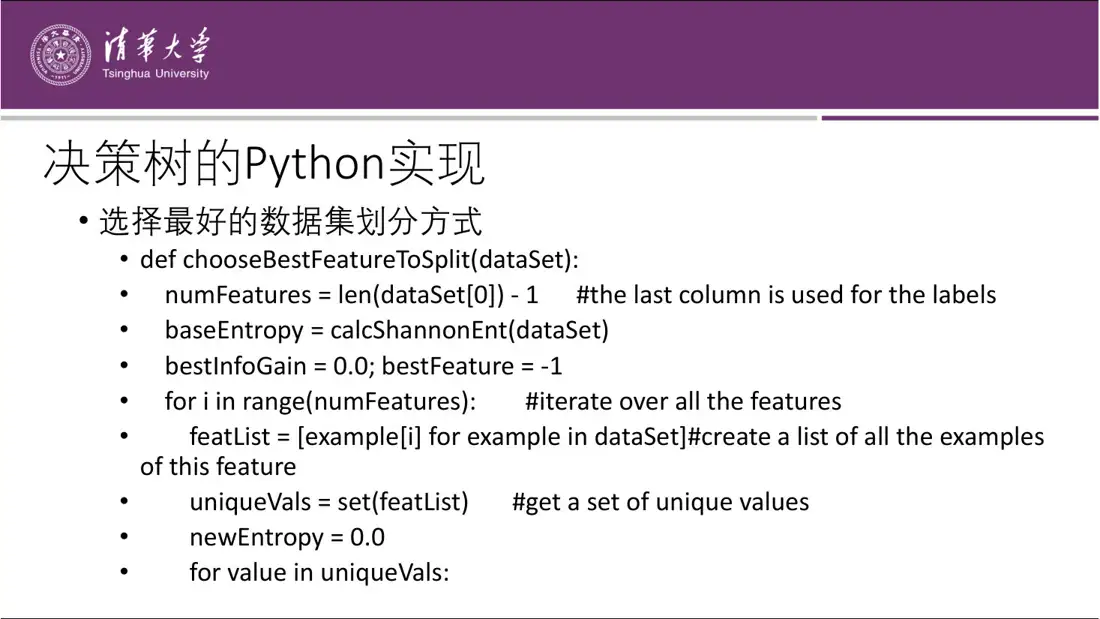 清华大学
Tsinghua University
决策树的Python实现
• 选择最好的数据集划分方式
• def chooseBestFeatureToSplit(dataSet):
• numFeatures = len(dataSet[0]) - 1 #the last column is used for the labels
• baseEntropy = calcShannonEnt(dataSet)
• bestInfoGain = 0.0; bestFeature = -1
• for i in range(numFeatures): #iterate over all the features
• featList = [example[i] for example in dataSet]#create a list of all the examples
of this feature
• uniqueVals = set(featList) #get a set of unique values
• newEntropy = 0.0
• for value in uniqueVals: